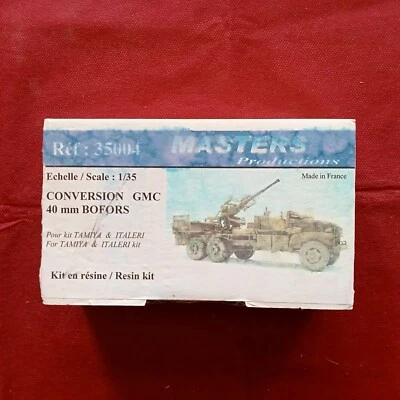 Réf : 35004
MASTERS
Productions
Echelle / Scale : 1/35
Made in France
CONVERSION GMC
40 mm BOFORS
Pour kit TAMIYA & ITALERI
For TAMIYA & ITALERI kit
Kit en résine / Resin kit